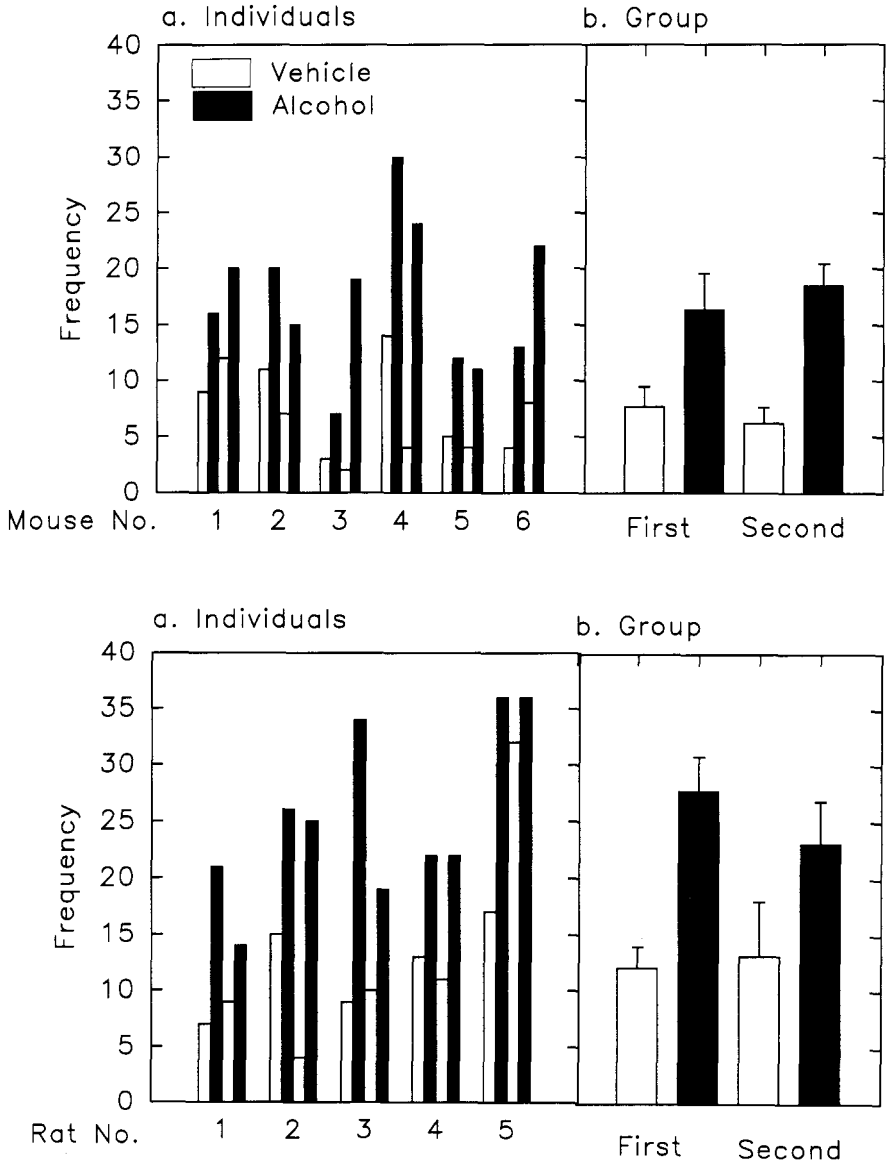 a. Individuals
b. Group
40
35
30
25
20
15
10
5
0
Frequency
Vehicle
Alcohol
Mouse No. 1 2 3 4 5 6
First Second
a. Individuals
b. Group
40
35
30
25
20
15
10
5
0
Frequency
Rat No. 1 2 3 4 5
First Second